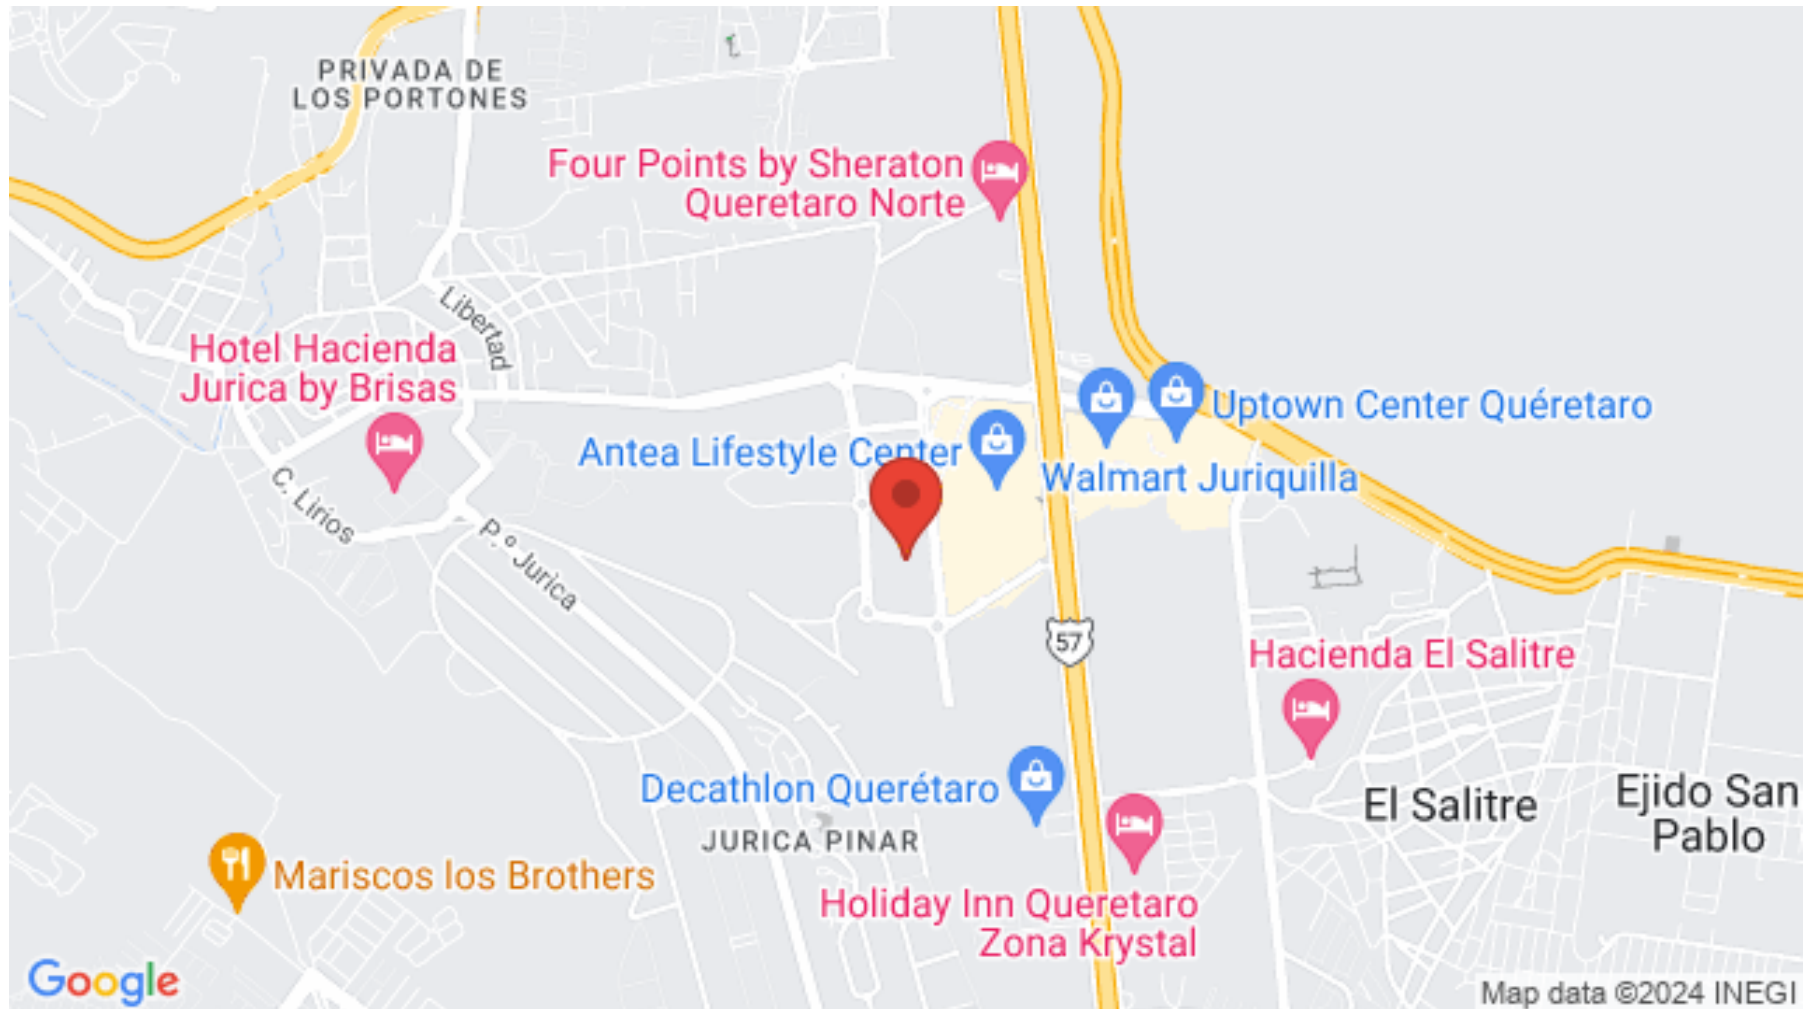 PRIVADA DE
LOS PORTONES
Four Points by Sheraton
Queretaro Norte
Libertad
Hotel Hacienda
Jurica by Brisas
Uptown Center Quéretaro
Antea Lifestyle Center
Walmart Juriquilla
C. Lirios
P.º Jurica
57
Hacienda El Salitre
Decathlon Querétaro
El Salitre
Ejido San
Pablo
JURICA PINAR
Mariscos los Brothers
Holiday Inn Queretaro
Zona Krystal
Google
Map data ©2024 INEGI